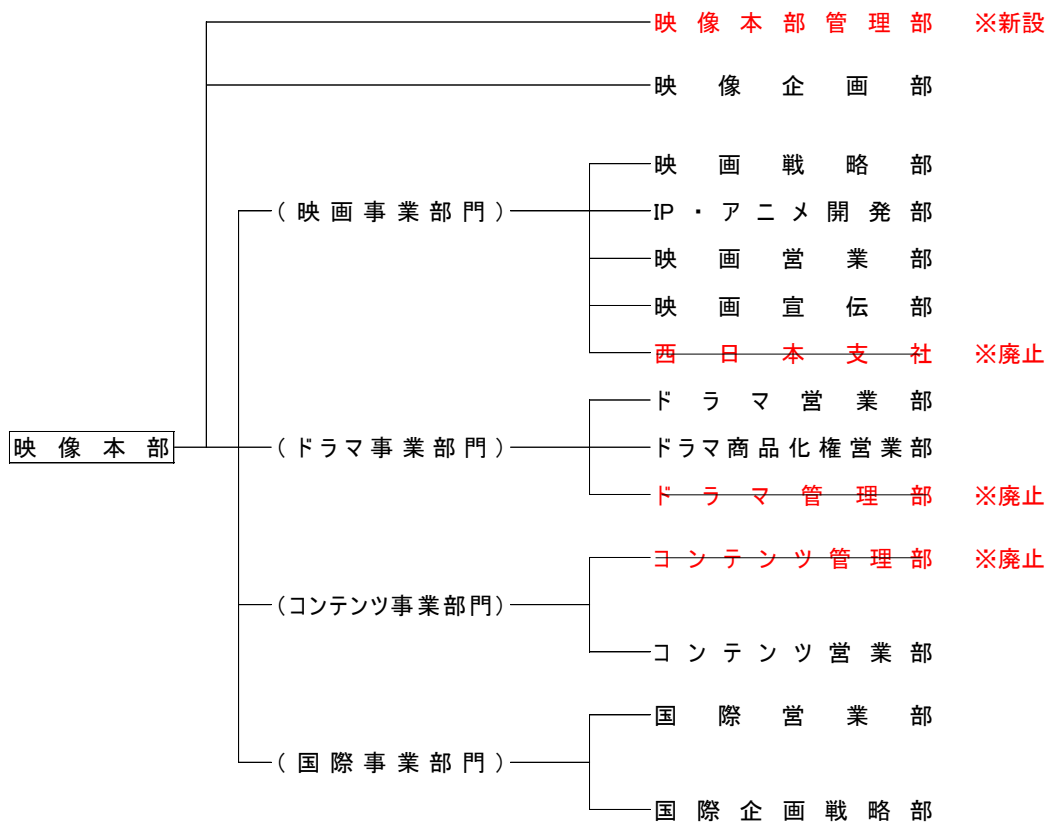 映像本部管理部 ※新設
映像企画部
映画戦略部
(映画事業部門) IP・アニメ開発部
映画営業部
映画宣伝部
西日本支社 ※廃止
ドラマ営業部
映像本部 (ドラマ事業部門) ドラマ商品化権営業部
ドラマ管理部 ※廃止
コンテンツ管理部 ※廃止
(コンテンツ事業部門)
コンテンツ営業部
国際営業部
(国際事業部門)
国際企画戦略部